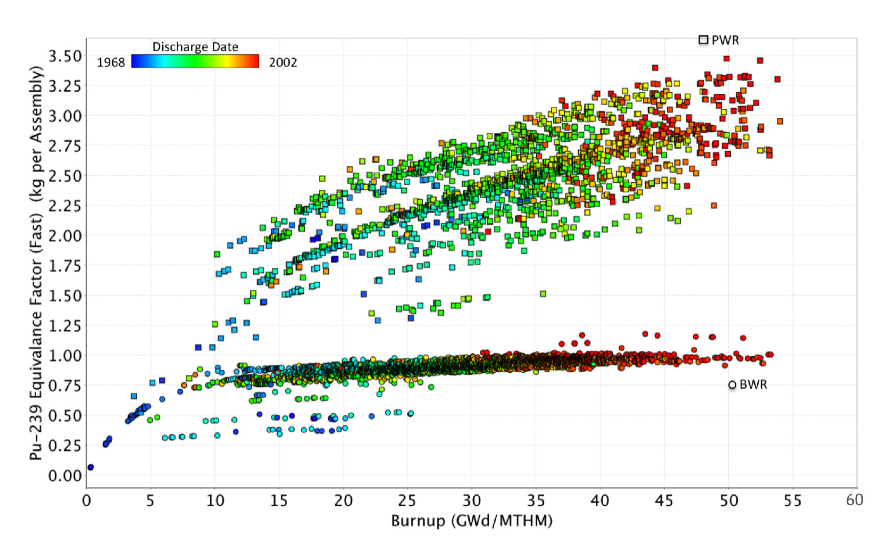 PWR
Discharge Date
1968 2002
Pu-239 Equivalance Factor (Fast) (kg per Assembly)
3.50
3.25
3.00
2.75
2.50
2.25
2.00
1.75
1.50
1.25
1.00
0.75
0.50
0.25
0.00
BWR
0 5 10 15 20 25 30 35 40 45 50 55 60
Burnup (GWd/MTHM)